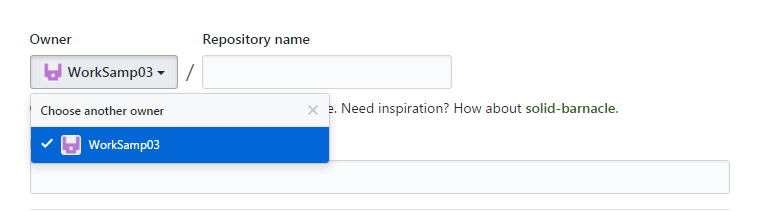 Owner
Repository name
WorkSamp03
/
Choose another owner
e. Need inspiration? How about solid-barnacle.
WorkSamp03